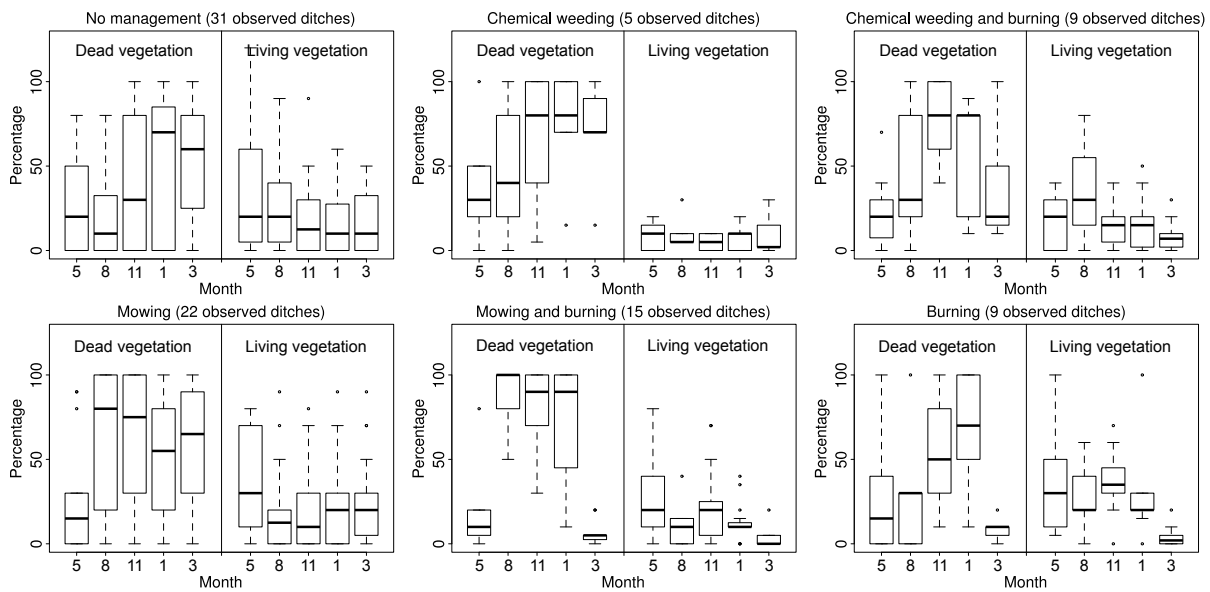 No management (31 observed ditches)
Dead vegetation
Living vegetation
Percentage
100
50
0
5 8 11 1 3 5 8 11 1 3
Month
Chemical weeding (5 observed ditches)
Dead vegetation
Living vegetation
Percentage
100
50
0
5 8 11 1 3 5 8 11 1 3
Month
Chemical weeding and burning (9 observed ditches)
Dead vegetation
Living vegetation
Percentage
100
50
0
5 8 11 1 3 5 8 11 1 3
Month
Mowing (22 observed ditches)
Dead vegetation
Living vegetation
Percentage
100
50
0
5 8 11 1 3 5 8 11 1 3
Month
Mowing and burning (15 observed ditches)
Dead vegetation
Living vegetation
Percentage
100
50
0
5 8 11 1 3 5 8 11 1 3
Month
Burning (9 observed ditches)
Dead vegetation
Living vegetation
Percentage
100
50
0
5 8 11 1 3 5 8 11 1 3
Month